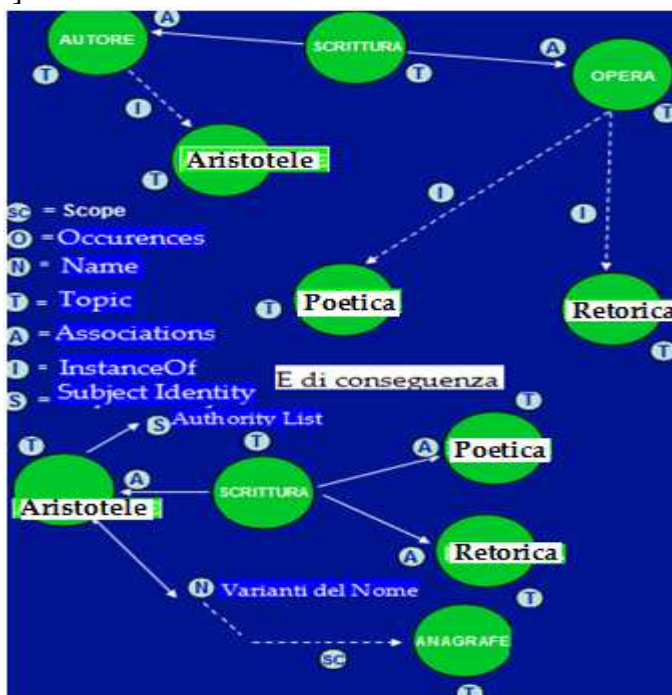 ]
A
AUTORE
SCRITTURA
A
OPERA
T
T
T
I
Aristotele
T
I
I
SC = Scope
O = Occurences
N = Name
T = Topic
A = Associations
I = InstanceOf
S = Subject Identity
T
Poetica
Retorica
T
E di conseguenza
S Authority List
T
T
T
A
Poetica
A
Aristotele
SCRITTURA
A
Retorica
T
N Varianti del Nome
SC
ANAGRAFE
T